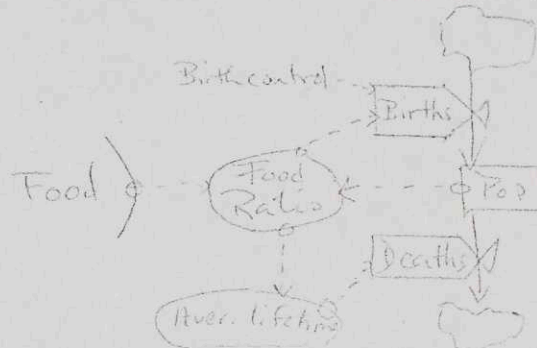 Birth control
Births
Food
Food
Ratio
Pop
Deaths
Aver. lifetime